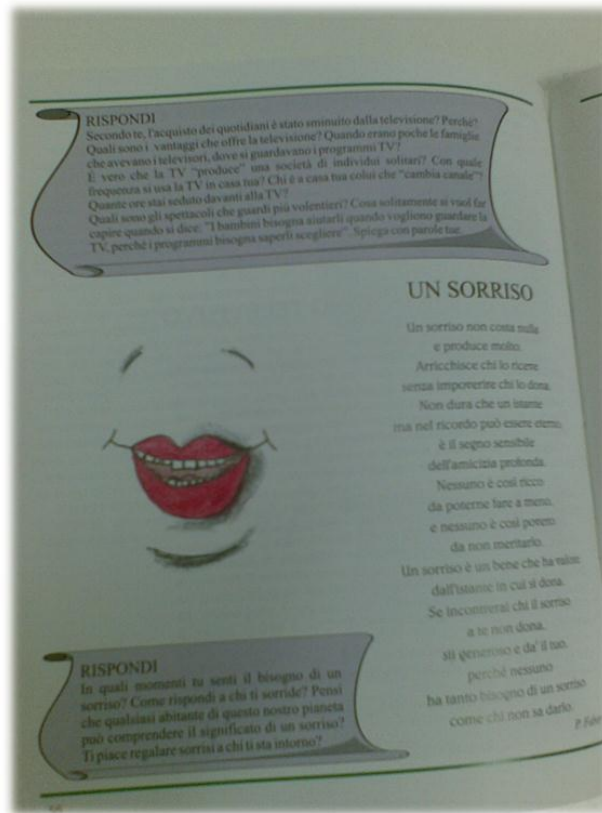 RISPONDI
Secondo te, l'acquisto dei quotidiani è stato sminuito dalla televisione? Perché?
Quali sono i vantaggi che offre la televisione? Quando erano poche le famiglie
che avevano i televisori, dove si guardavano i programmi TV?
È vero che la TV "produce" una società di individui solitari? Con quale
frequenza si usa la TV in casa tua? Chi è a casa tua colui che "cambia canale"?
Quante ore stai seduto davanti alla TV?
Quali sono gli spettacoli che guardi più volentieri? Cosa solitamente si vuol far
capire quando si dice: "I bambini bisogna aiutarli quando vogliono guardare la
TV, perché i programmi bisogna saperli scegliere". Spiega con parole tue.
UN SORRISO
Un sorriso non costa nulla
e produce molto.
Arricchisce chi lo riceve
senza impoverire chi lo dona.
Non dura che un istante
ma nel ricordo può essere eterno,
è il segno sensibile
dell'amicizia profonda.
Nessuno è così ricco
da poterne fare a meno,
e nessuno è così povero
da non meritarlo.
Un sorriso è un bene che ha valore
dall'istante in cui si dona.
Se incontrerai chi il sorriso
a te non dona,
sii generoso e da' il tuo,
perché nessuno
ha tanto bisogno di un sorriso
come chi non sa darlo.
P. Faber
RISPONDI
In quali momenti tu senti il bisogno di un
sorriso? Come rispondi a chi ti sorride? Pensi
che qualsiasi abitante di questo nostro pianeta
può comprendere il significato di un sorriso?
Ti piace regalare sorrisi a chi ti sta intorno?